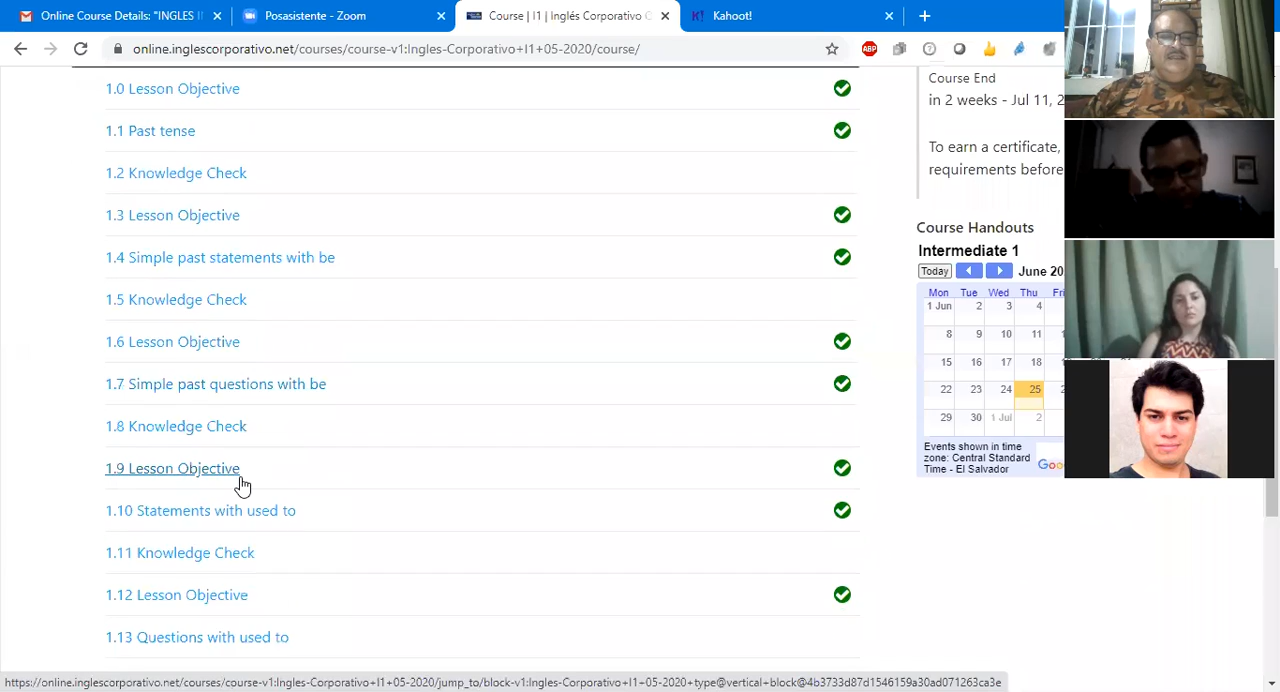 Online Course Details: "INGLES I
Posasistente - Zoom
Course | I1 | Inglés Corporativo
Kahoot!
online.inglescorporativo.net/courses/course-v1:Ingles-Corporativo+I1+05-2020/course/
ABP
1.0 Lesson Objective
1.1 Past tense
1.2 Knowledge Check
1.3 Lesson Objective
1.4 Simple past statements with be
1.5 Knowledge Check
1.6 Lesson Objective
1.7 Simple past questions with be
1.8 Knowledge Check
1.9 Lesson Objective
1.10 Statements with used to
1.11 Knowledge Check
1.12 Lesson Objective
1.13 Questions with used to
Course End
in 2 weeks - Jul 11, 2
To earn a certificate,
requirements before
Course Handouts
Intermediate 1
Today June 20
Mon Tue Wed Thu Fri
1 Jun 2 3 4
8 9 10 11
15 16 17 18
22 23 24 25
29 30 1 Jul 2
Events shown in time
zone: Central Standard
Time - El Salvador
Goo
https://online.inglescorporativo.net/courses/course-v1:Ingles-Corporativo+I1+05-2020/jump_to/block-v1:Ingles-Corporativo+I1+05-2020+type@vertical+block@4b3733d87d1546159a30ad071263ca3e